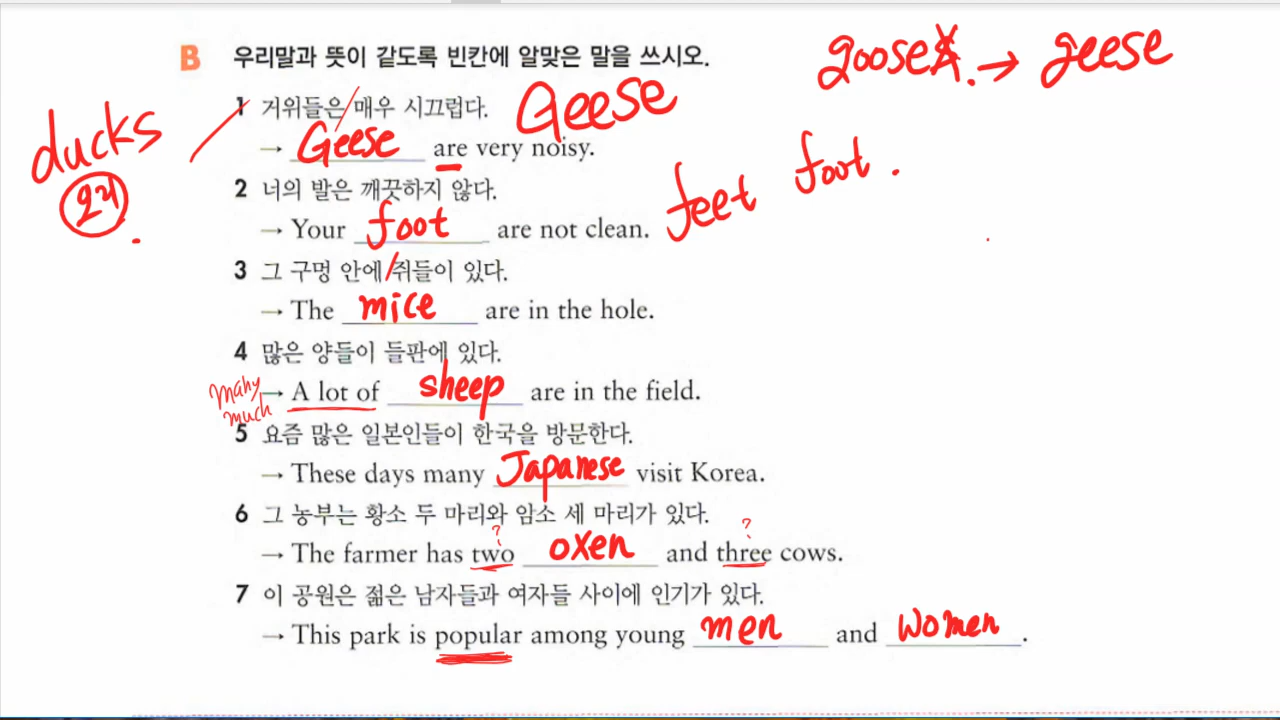 B 우리말과 뜻이 같도록 빈칸에 알맞은 말을 쓰시오.
goose → geese
1 거위들은 매우 시끄럽다.
Geese
→ Geese are very noisy.
ducks
오리
2 너의 발은 깨끗하지 않다.
→ Your foot are not clean.
feet foot.
3 그 구멍 안에 쥐들이 있다.
→ The mice are in the hole.
4 많은 양들이 들판에 있다.
many
→ A lot of sheep are in the field.
much
5 요즘 많은 일본인들이 한국을 방문한다.
→ These days many Japanese visit Korea.
6 그 농부는 황소 두 마리와 암소 세 마리가 있다.
? ?
→ The farmer has two oxen and three cows.
7 이 공원은 젊은 남자들과 여자들 사이에 인기가 있다.
→ This park is popular among young men and women.